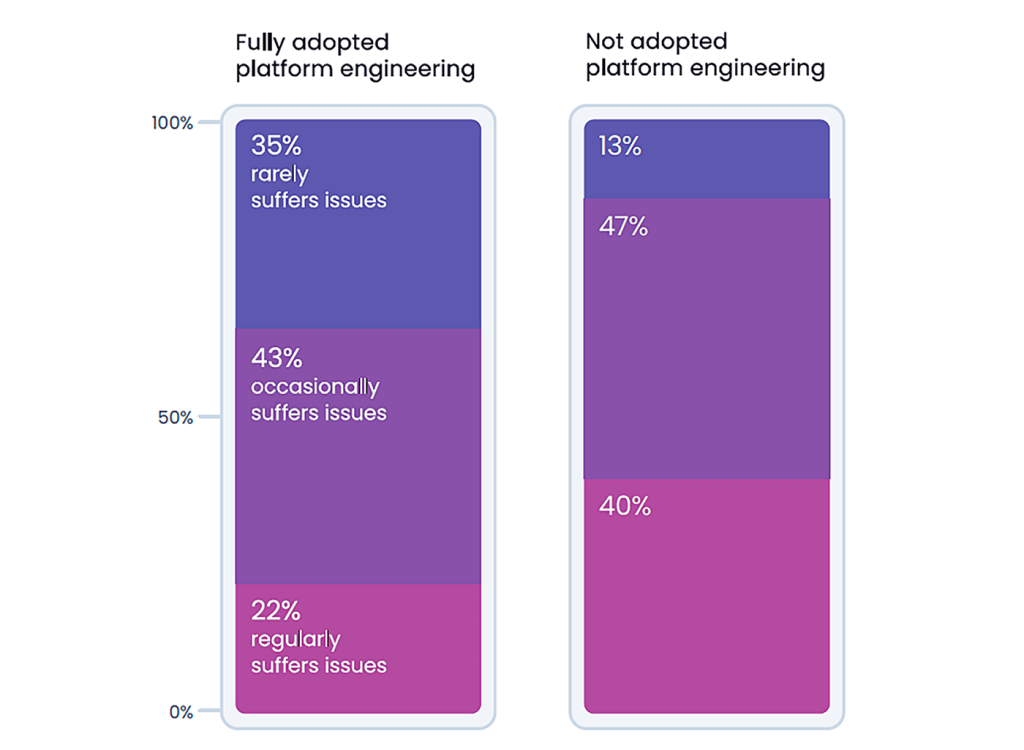 Fully adopted
platform engineering
Not adopted
platform engineering
100%
50%
0%
35%
rarely
suffers issues
43%
occasionally
suffers issues
22%
regularly
suffers issues
13%
47%
40%